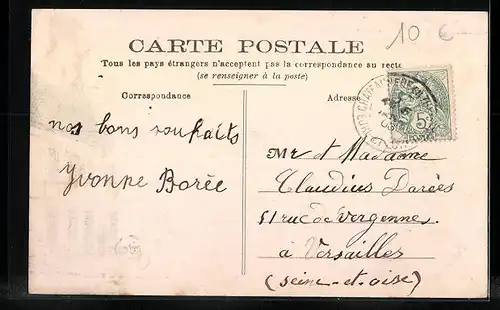 10 €
CARTE POSTALE
Tous les pays étrangers n'acceptent pas la correspondance au recto
(se renseigner à la poste)
Correspondance
Adresse
5c
nos bons souhaits
Yvonne Borée
Mr et Madame
Claudius Darées
51 rue de Vergennes
à Versailles
(Seine-et-oise)